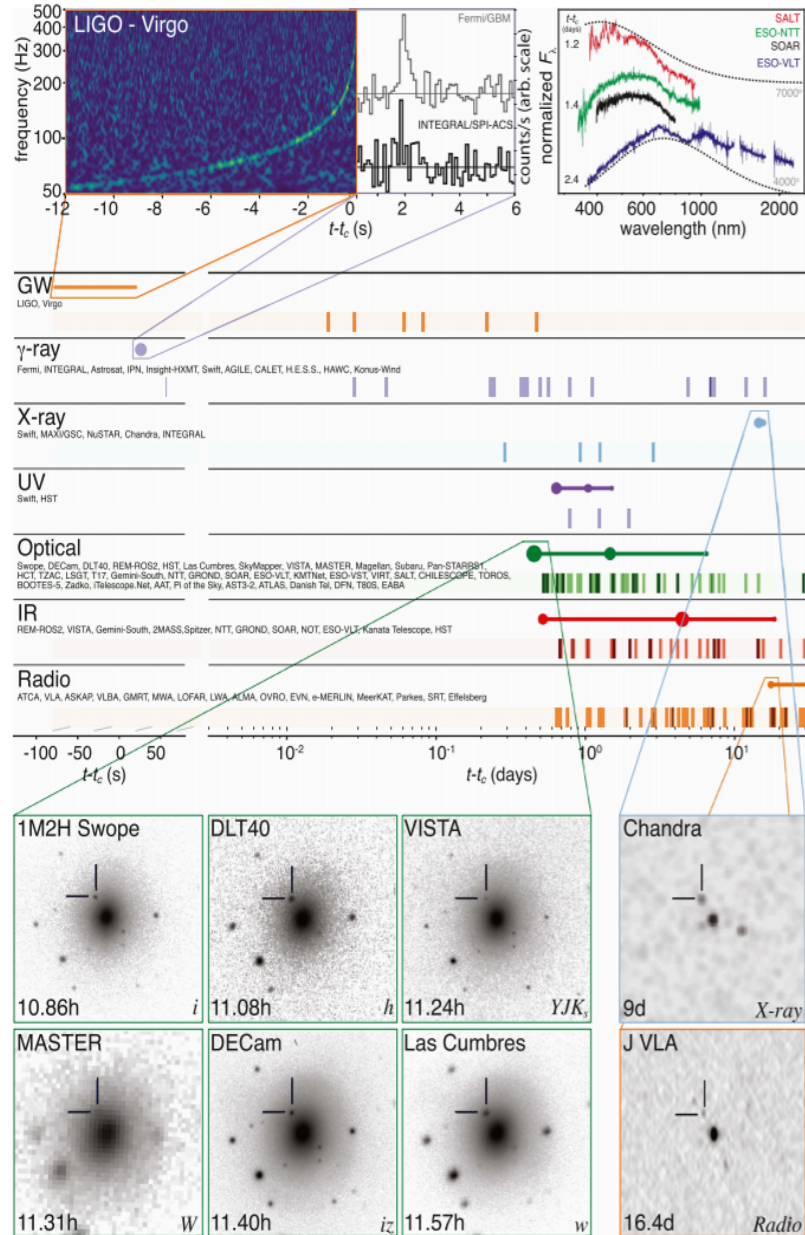 LIGO - Virgo
frequency (Hz)
500
400
300
200
100
50
-12 -10 -8 -6 -4 -2 0 2 4 6
t-tc (s)
Fermi/GBM
INTEGRAL/SPI-ACS
counts/s (arb. scale)
t-tc
(days)
SALT
ESO-NTT
SOAR
ESO-VLT
1.2
7000°
1.4
2.4
4000°
normalized Fλ
400 600 1000 2000
wavelength (nm)
GW
LIGO, Virgo
γ-ray
Fermi, INTEGRAL, Astrosat, IPN, Insight-HXMT, Swift, AGILE, CALET, H.E.S.S., HAWC, Konus-Wind
X-ray
Swift, MAXI/GSC, NuSTAR, Chandra, INTEGRAL
UV
Swift, HST
Optical
Swope, DECam, DLT40, REM-ROS2, HST, Las Cumbres, SkyMapper, VISTA, MASTER, Magellan, Subaru, Pan-STARRS1,
HCT, TZAC, LSGT, T17, Gemini-South, NTT, GROND, SOAR, ESO-VLT, KMTNet, ESO-VST, VIRT, SALT, CHILESCOPE, TOROS,
BOOTES-5, Zadko, iTelescope.Net, AAT, Pi of the Sky, AST3-2, ATLAS, Danish Tel, DFN, T80S, EABA
IR
REM-ROS2, VISTA, Gemini-South, 2MASS,Spitzer, NTT, GROND, SOAR, NOT, ESO-VLT, Kanata Telescope, HST
Radio
ATCA, VLA, ASKAP, VLBA, GMRT, MWA, LOFAR, LWA, ALMA, OVRO, EVN, e-MERLIN, MeerKAT, Parkes, SRT, Effelsberg
-100 -50 0 50 10-2 10-1 100 101
t-tc (s) t-tc (days)
1M2H Swope
10.86h i
DLT40
11.08h h
VISTA
11.24h YJKs
Chandra
9d X-ray
MASTER
11.31h W
DECam
11.40h iz
Las Cumbres
11.57h w
J VLA
16.4d Radio